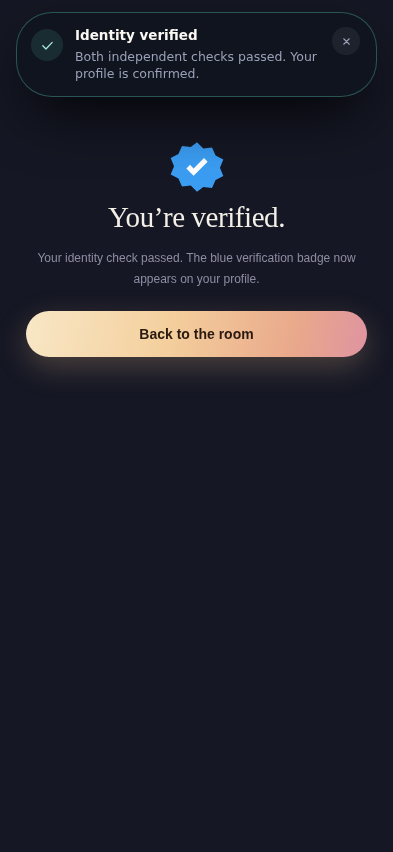 Identity verified
Both independent checks passed. Your
profile is confirmed.
You’re verified.
Your identity check passed. The blue verification badge now
appears on your profile.
Back to the room